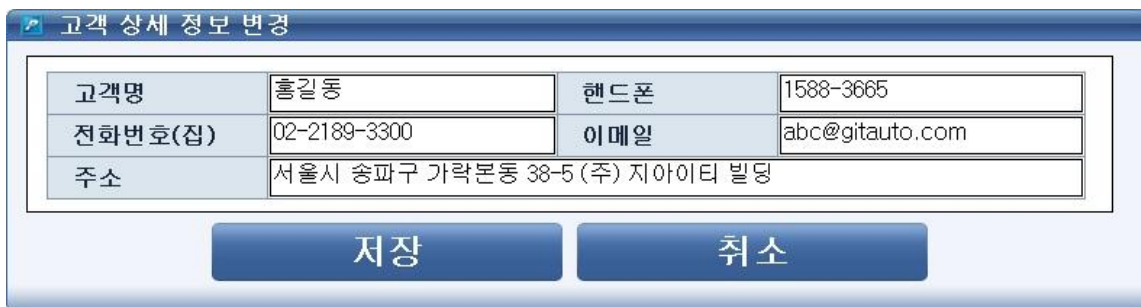 고객 상세 정보 변경
고객명 홍길동 핸드폰 1588-3665
전화번호(집) 02-2189-3300 이메일 abc@gitauto.com
주소 서울시 송파구 가락본동 38-5 (주) 지아이티 빌딩
저장 취소